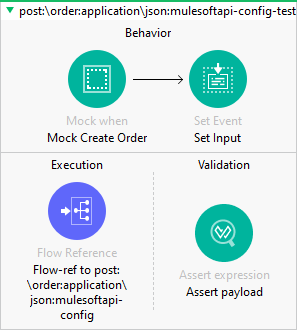 post:\order:application\json:mulesoftapi-config-test
Behavior
Mock when
Mock Create Order
Set Event
Set Input
Execution
Flow Reference
Flow-ref to post:
\order:application\
json:mulesoftapi-
config
Validation
Assert expression
Assert payload